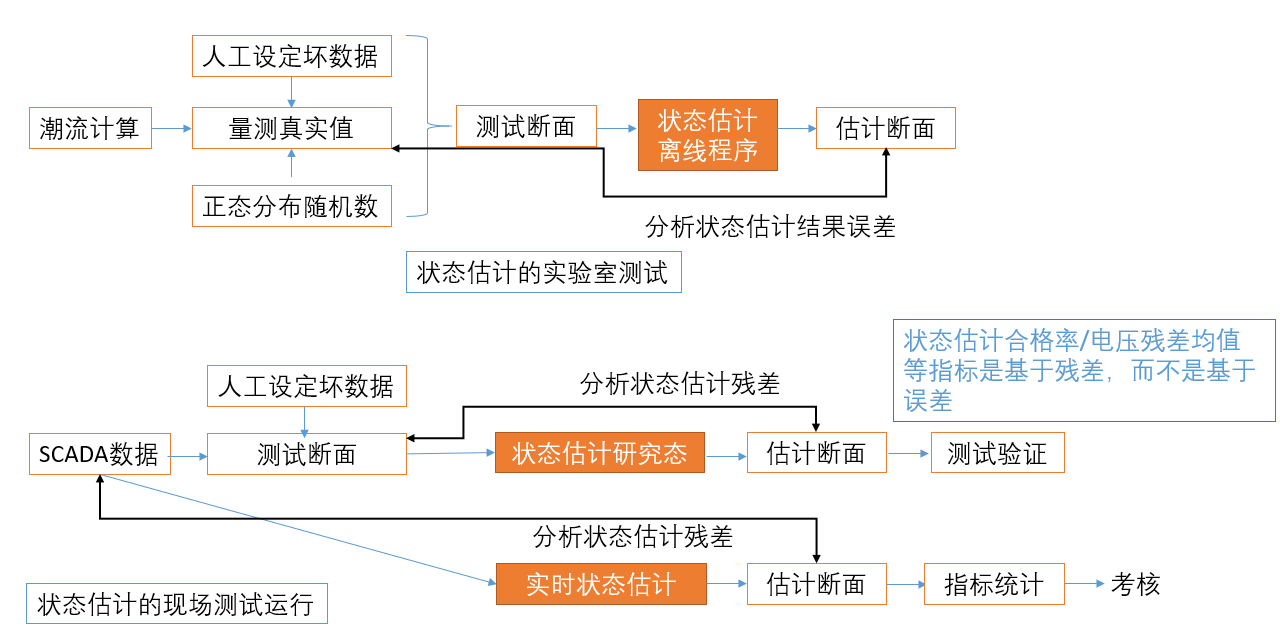 人工设定坏数据
潮流计算
量测真实值
测试断面
状态估计
离线程序
估计断面
正态分布随机数
分析状态估计结果误差
状态估计的实验室测试
状态估计合格率/电压残差均值
等指标是基于残差，而不是基于
误差
人工设定坏数据
分析状态估计残差
SCADA数据
测试断面
状态估计研究态
估计断面
测试验证
分析状态估计残差
实时状态估计
估计断面
指标统计
考核
状态估计的现场测试运行